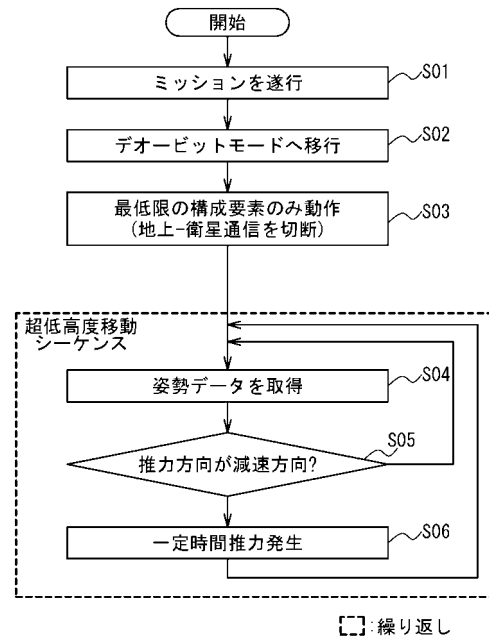 開始
ミッションを遂行
S01
デオービットモードへ移行
S02
最低限の構成要素のみ動作
(地上-衛星通信を切断)
S03
超低高度移動
シーケンス
姿勢データを取得
S04
推力方向が減速方向?
S05
一定時間推力発生
S06
:繰り返し